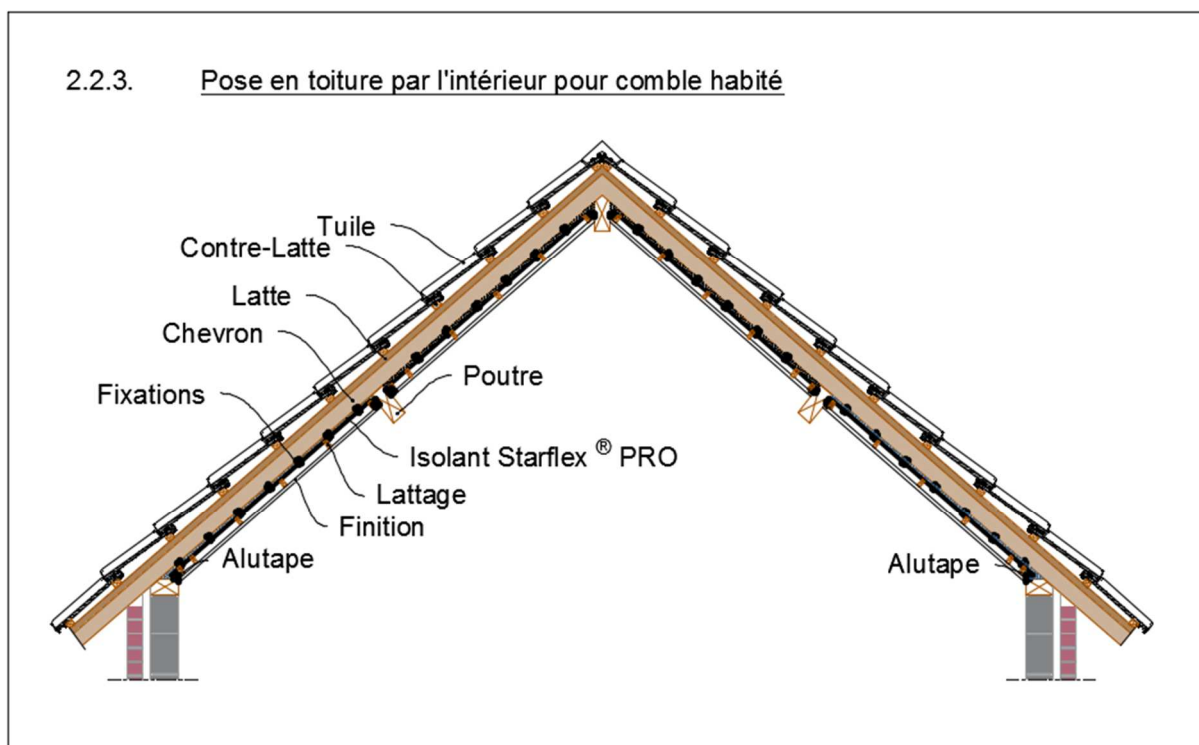 2.2.3. Pose en toiture par l'intérieur pour comble habité
Tuile
Contre-Latte
Latte
Chevron
Fixations
Poutre
Isolant Starflex ® PRO
Lattage
Finition
Alutape
Alutape